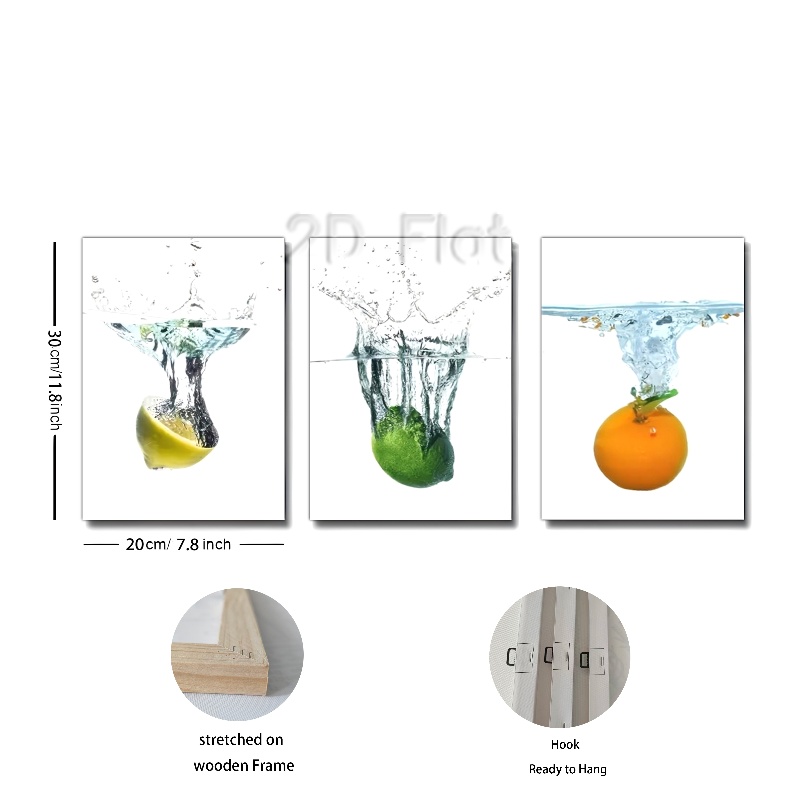 2D Flat
30cm/11.8inch
20cm/ 7.8 inch
stretched on
wooden Frame
Hook
Ready to Hang